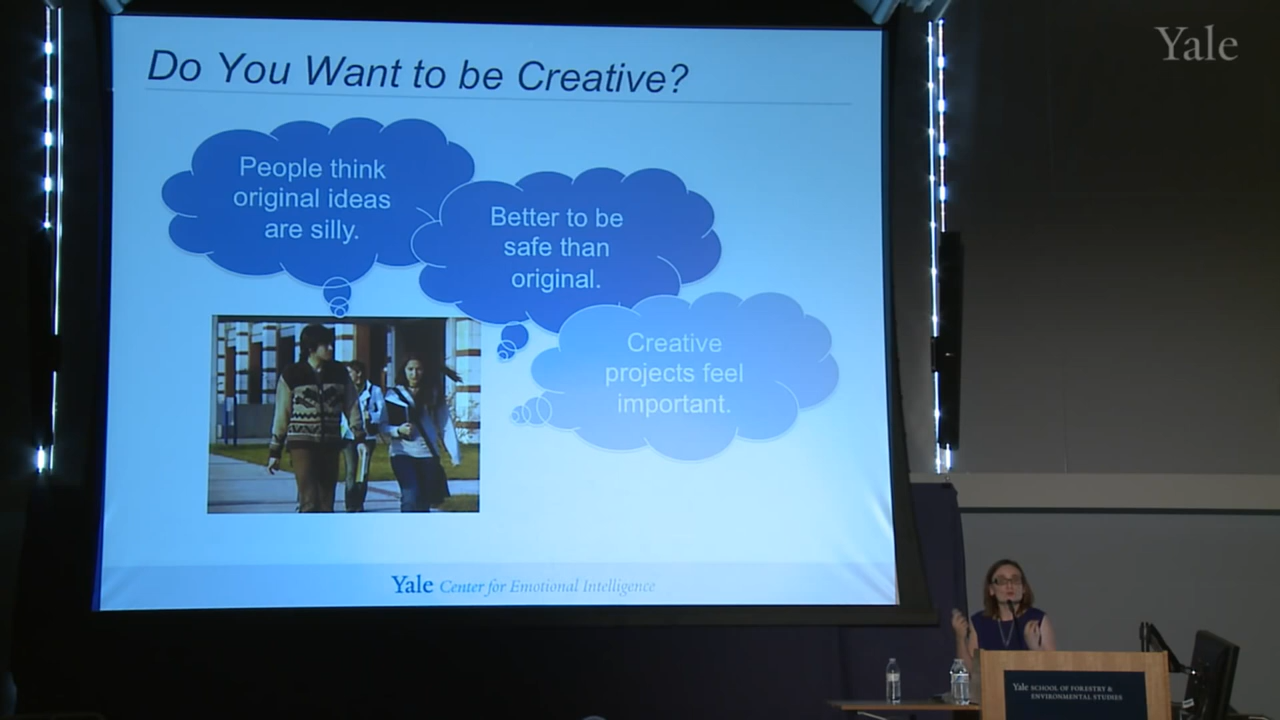 Yale
Do You Want to be Creative?
People think
original ideas
are silly.
Better to be
safe than
original.
Creative
projects feel
important.
Yale Center for Emotional Intelligence
Yale SCHOOL OF FORESTRY &
ENVIRONMENTAL STUDIES